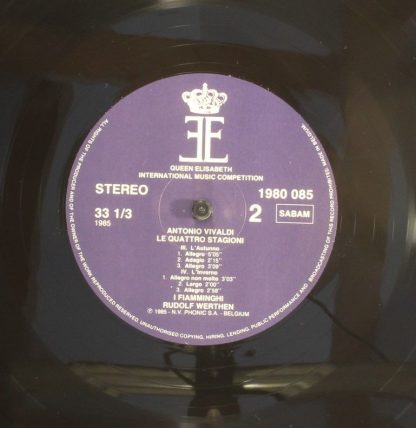 QUEEN ELISABETH
INTERNATIONAL MUSIC COMPETITION
STEREO
1980 085
33 1/3
1985
2
SABAM
ANTONIO VIVALDI
LE QUATTRO STAGIONI
III. L'Autunno
1. Allegro 5'05"
2. Adagio 2'15"
3. Allegro 3'09"
IV. L'Inverno
1. Allegro non molto 3'03"
2. Largo 2'00"
3. Allegro 2'58"
I FIAMMINGHI
RUDOLF WERTHEN
℗ 1985 - N.V. PHONIC S.A. - BELGIUM
ALL RIGHTS OF THE PRODUCER AND OF THE OWNER OF THE WORK REPRODUCED RESERVED. UNAUTHORISED COPYING, HIRING, LENDING, PUBLIC PERFORMANCE AND BROADCASTING OF THIS RECORD PROHIBITED. MADE IN BELGIUM.